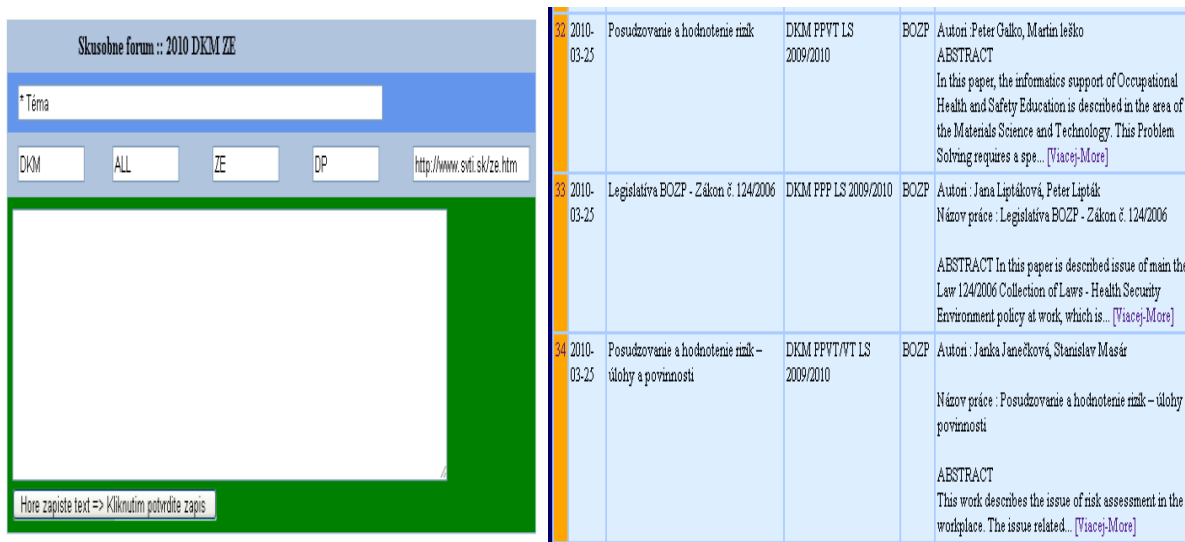 Skusobne forum :: 2010 DKM ZE
* Téma
DKM
ALL
ZE
DP
http://www.svti.sk/ze.htm
Hore zapiste text => Kliknutim potvrdite zapis
32
2010-
03-25
Posudzovanie a hodnotenie rizík
DKM PPVT LS
2009/2010
BOZP
Autori :Peter Galko, Martin leško
ABSTRACT
In this paper, the informatics support of Occupational
Health and Safety Education is described in the area of
the Materials Science and Technology. This Problem
Solving requires a spe... [Viacej-More]
33
2010-
03-25
Legislatíva BOZP - Zákon č. 124/2006
DKM PPP LS 2009/2010
BOZP
Autori : Jana Liptáková, Peter Lipták
Názov práce : Legislatíva BOZP - Zákon č. 124/2006
ABSTRACT In this paper is described issue of main the
Law 124/2006 Collection of Laws - Health Security
Environment policy at work, which is... [Viacej-More]
34
2010-
03-25
Posudzovanie a hodnotenie rizík –
úlohy a povinnosti
DKM PPVT/VT LS
2009/2010
BOZP
Autori : Janka Janečková, Stanislav Masár
Názov práce : Posudzovanie a hodnotenie rizík – úlohy
povinnosti
ABSTRACT
This work describes the issue of risk assessment in the
workplace. The issue related... [Viacej-More]